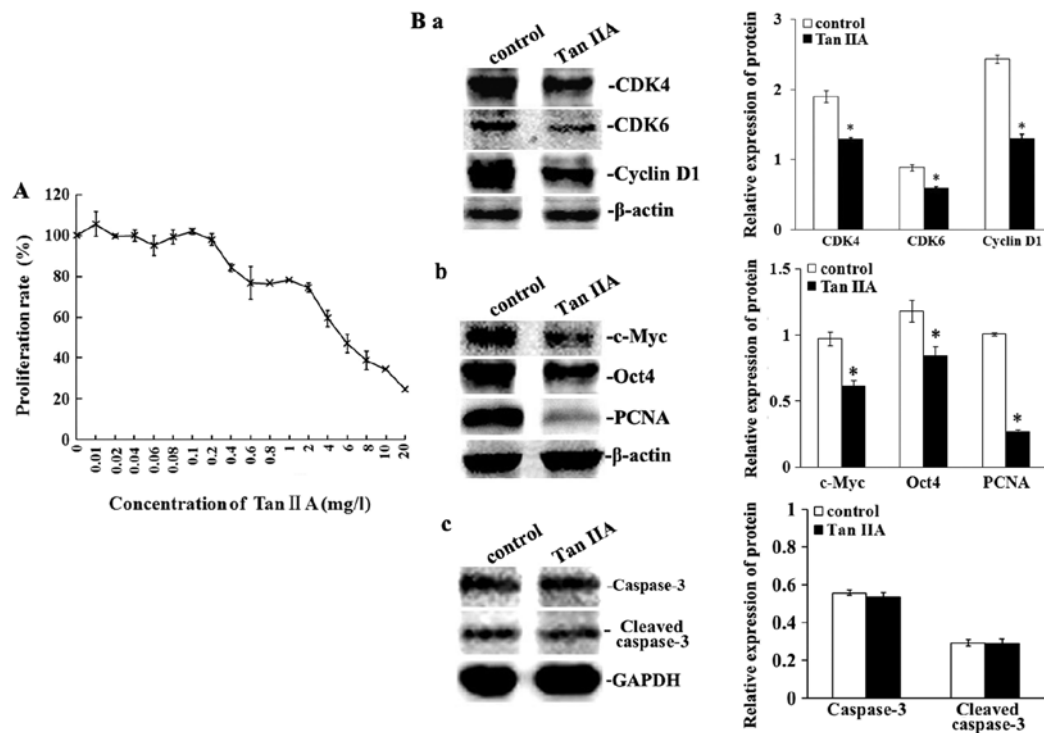 A
Proliferation rate (%)
120
100
80
60
40
20
0
0 0.01 0.02 0.04 0.06 0.08 0.1 0.2 0.4 0.6 0.8 1 2 4 6 8 10 20
Concentration of Tan ⅡA (mg/l)
B a
control Tan IIA
-CDK4
-CDK6
-Cyclin D1
-β-actin
Relative expression of protein
3
2
1
0
control
Tan IIA
* * *
CDK4 CDK6 Cyclin D1
b
control Tan IIA
-c-Myc
-Oct4
-PCNA
-β-actin
Relative expression of protein
1.5
1
0.5
0
control
Tan IIA
* * *
c-Myc Oct4 PCNA
c
control Tan IIA
-Caspase-3
- Cleaved
caspase-3
-GAPDH
Relative expression of protein
1
0.8
0.6
0.4
0.2
0
control
Tan IIA
Caspase-3 Cleaved
caspase-3